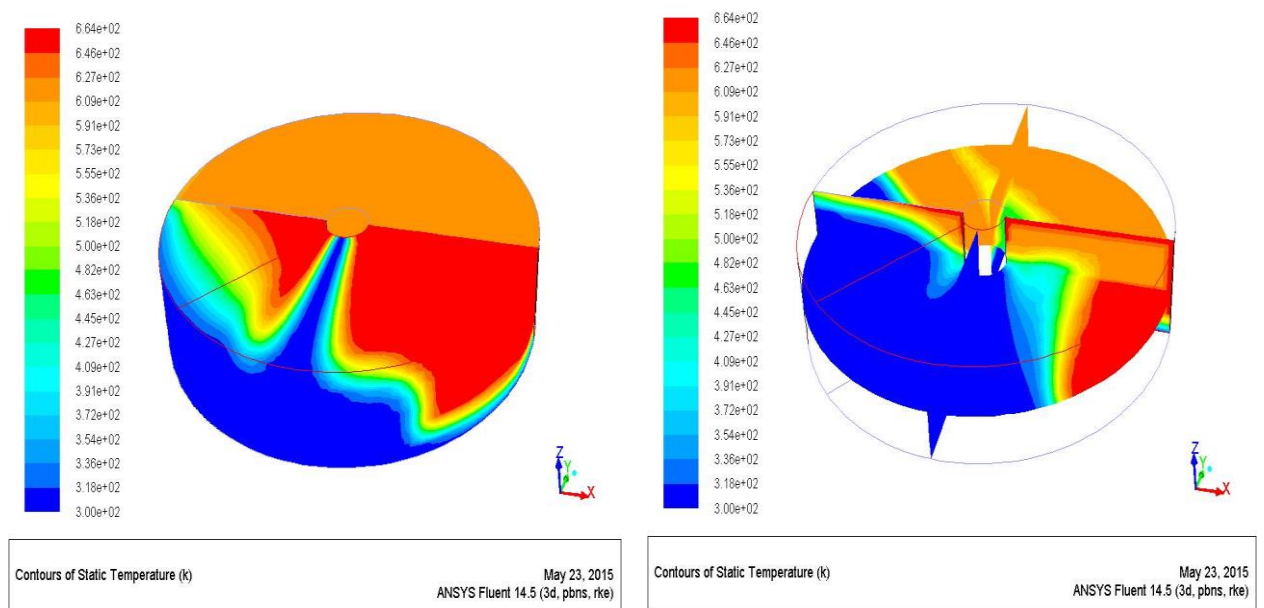 6.64e+02
6.46e+02
6.27e+02
6.09e+02
5.91e+02
5.73e+02
5.55e+02
5.36e+02
5.18e+02
5.00e+02
4.82e+02
4.63e+02
4.45e+02
4.27e+02
4.09e+02
3.91e+02
3.72e+02
3.54e+02
3.36e+02
3.18e+02
3.00e+02
Z
Y
X
Contours of Static Temperature (k)
May 23, 2015
ANSYS Fluent 14.5 (3d, pbns, rke)
6.64e+02
6.46e+02
6.27e+02
6.09e+02
5.91e+02
5.73e+02
5.55e+02
5.36e+02
5.18e+02
5.00e+02
4.82e+02
4.63e+02
4.45e+02
4.27e+02
4.09e+02
3.91e+02
3.72e+02
3.54e+02
3.36e+02
3.18e+02
3.00e+02
Z
Y
X
Contours of Static Temperature (k)
May 23, 2015
ANSYS Fluent 14.5 (3d, pbns, rke)